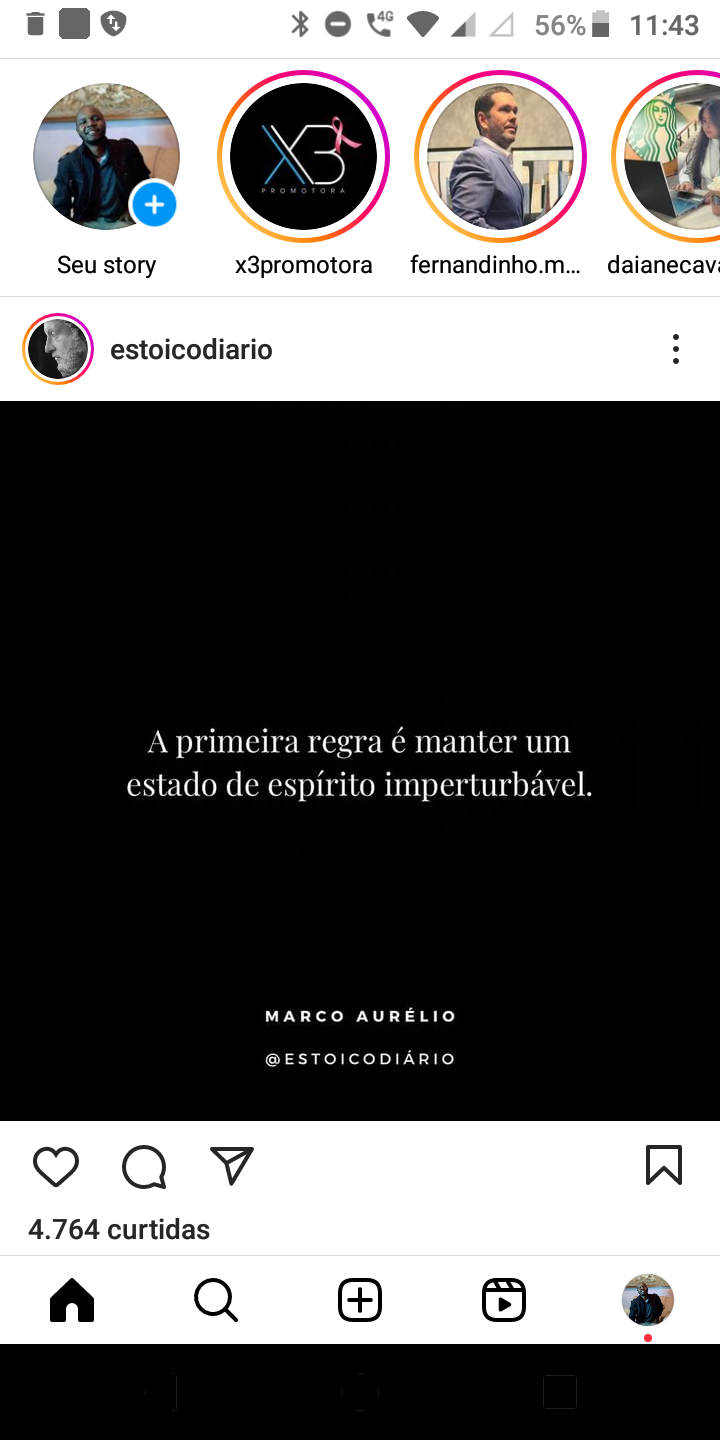 4G 56% 11:43
X3
PROMOTORA
Seu story x3promotora fernandinho.m... daianecava
estoicodiario
A primeira regra é manter um
estado de espírito imperturbável.
MARCO AURÉLIO
@ESTOICODIÁRIO
4.764 curtidas